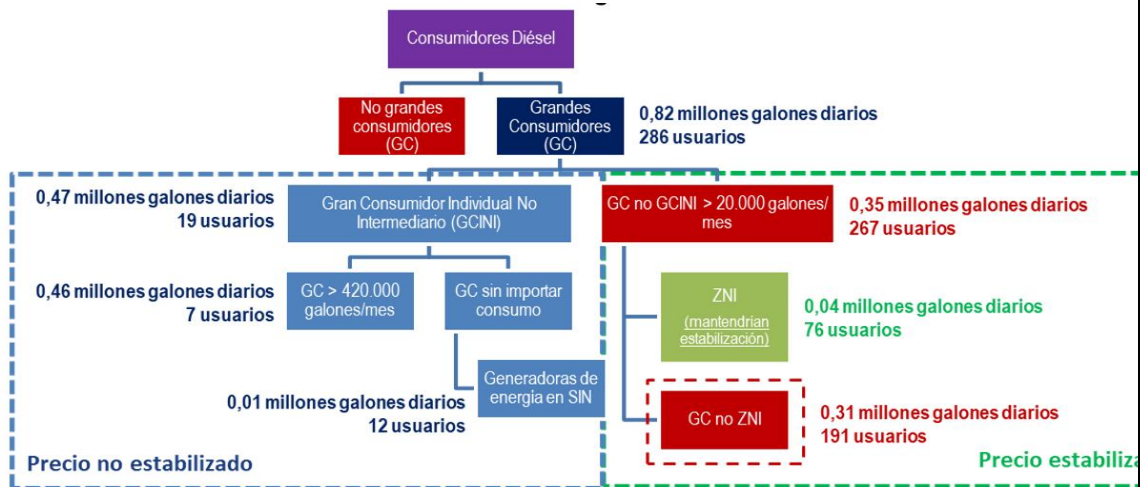 Consumidores Diésel
No grandes
consumidores
(GC)
Grandes
Consumidores
(GC)
0,82 millones galones diarios
286 usuarios
0,47 millones galones diarios
19 usuarios
Gran Consumidor Individual No
Intermediario (GCINI)
GC no GCINI > 20.000 galones/
mes
0,35 millones galones diarios
267 usuarios
0,46 millones galones diarios
7 usuarios
GC > 420.000
galones/mes
GC sin importar
consumo
ZNI
(mantendrian
estabilización)
0,04 millones galones diarios
76 usuarios
0,01 millones galones diarios
12 usuarios
Generadoras de
energía en SIN
GC no ZNI
0,31 millones galones diarios
191 usuarios
Precio no estabilizado
Precio estabiliza